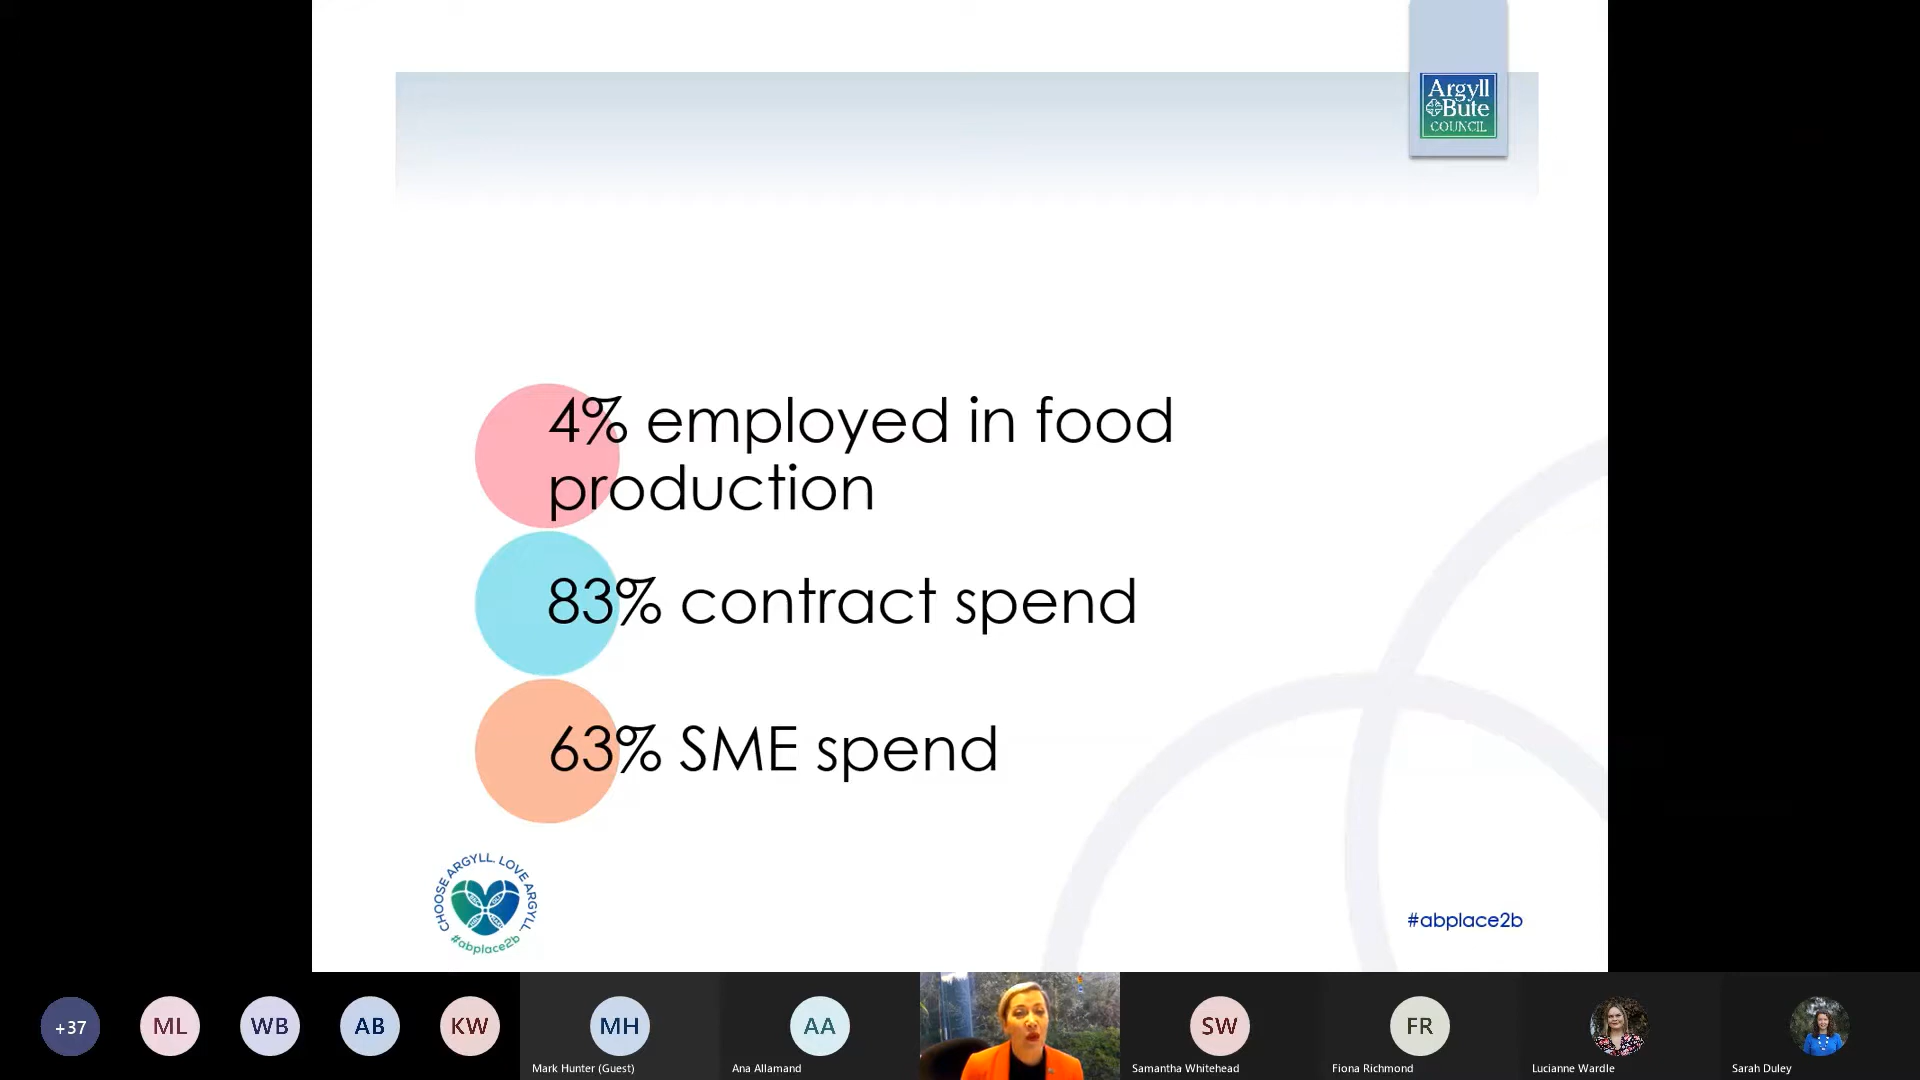 Argyll
Bute
COUNCIL
4% employed in food
production
83% contract spend
63% SME spend
CHOOSE ARGYLL. LOVE ARGYLL.
#abplace2b
#abplace2b
+37
ML
WB
AB
KW
MH
AA
SW
FR
Mark Hunter (Guest)
Ana Allamand
Samantha Whitehead
Fiona Richmond
Lucianne Wardle
Sarah Duley